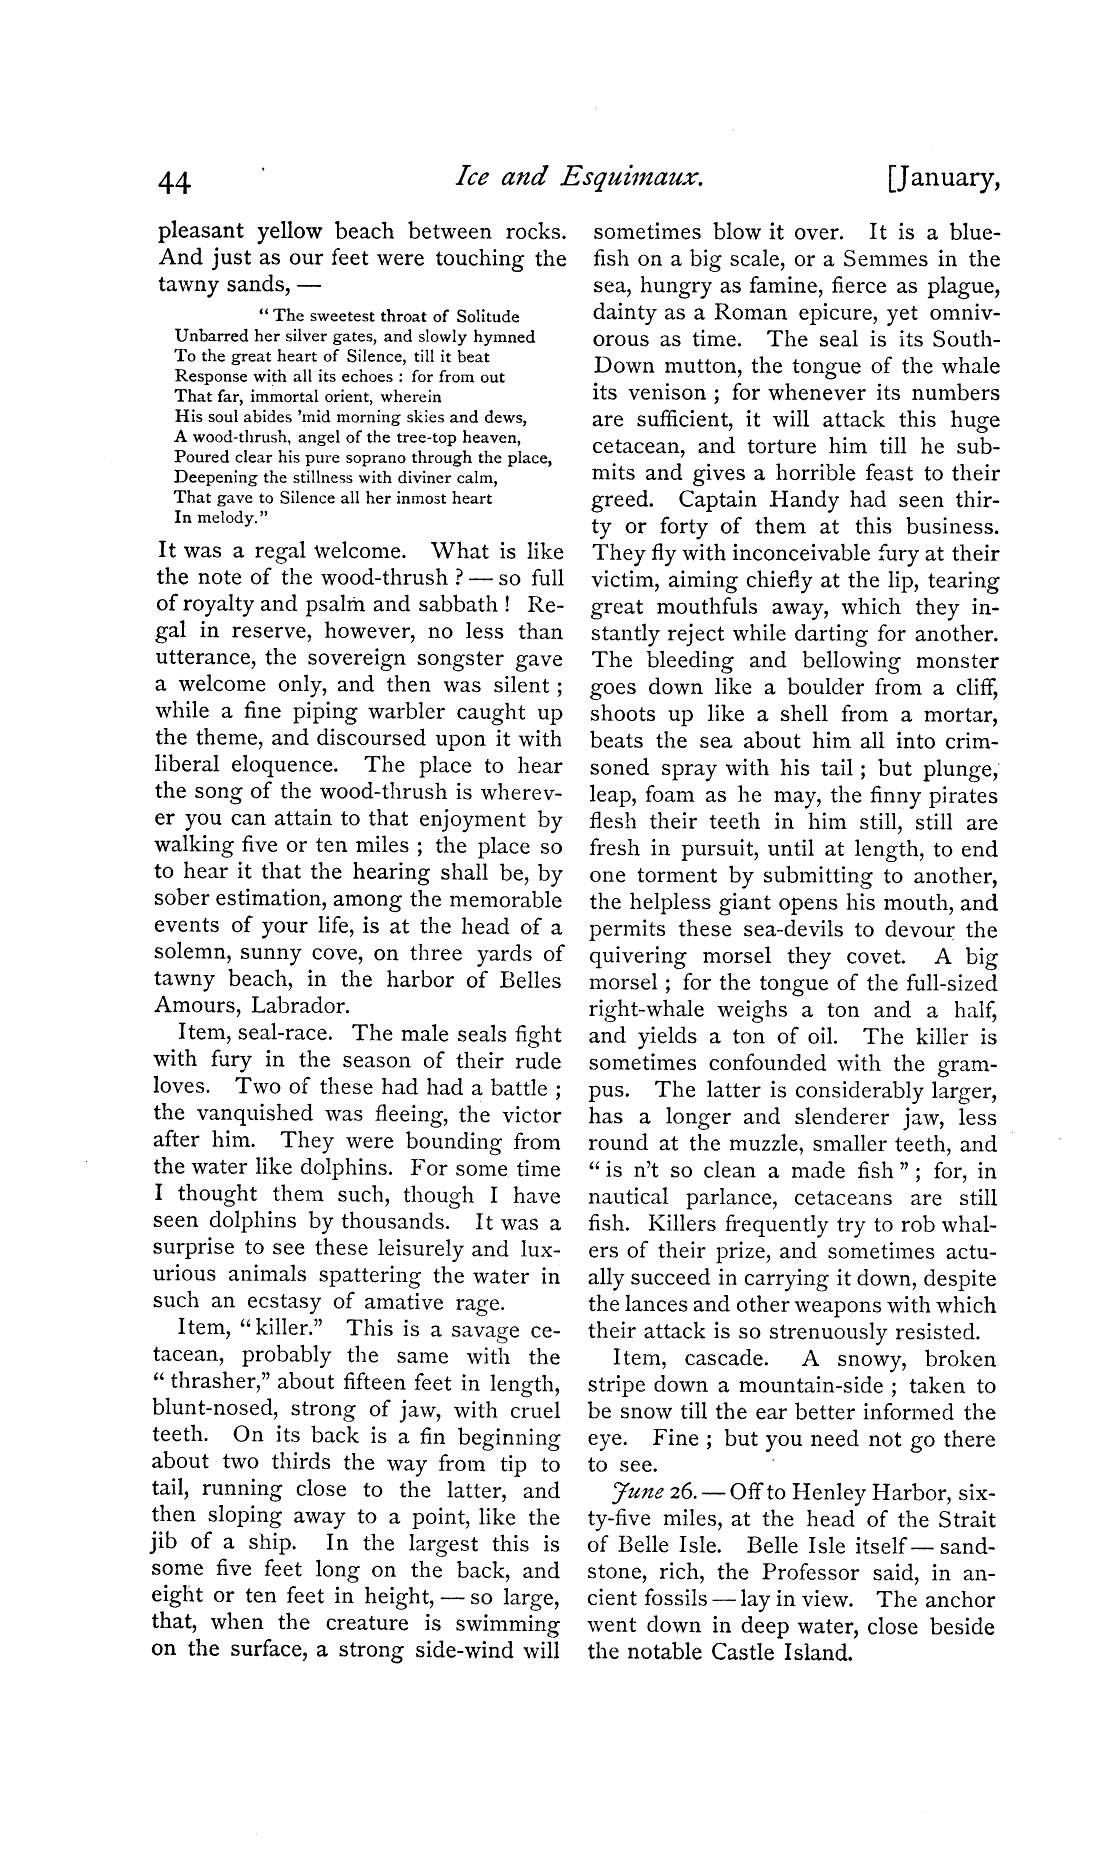 44 Ice and Esquimaux. [January,
pleasant yellow beach between rocks.
And just as our feet were touching the
tawny sands, —
“ The sweetest throat of Solitude
Unbarred her silver gates, and slowly hymned
To the great heart of Silence, till it beat
Response with all its echoes : for from out
That far, immortal orient, wherein
His soul abides ’mid morning skies and dews,
A wood-thrush, angel of the tree-top heaven,
Poured clear his pure soprano through the place,
Deepening the stillness with diviner calm,
That gave to Silence all her inmost heart
In melody.”
It was a regal welcome. What is like
the note of the wood-thrush ? — so full
of royalty and psalm and sabbath ! Re-
gal in reserve, however, no less than
utterance, the sovereign songster gave
a welcome only, and then was silent ;
while a fine piping warbler caught up
the theme, and discoursed upon it with
liberal eloquence. The place to hear
the song of the wood-thrush is wherev-
er you can attain to that enjoyment by
walking five or ten miles ; the place so
to hear it that the hearing shall be, by
sober estimation, among the memorable
events of your life, is at the head of a
solemn, sunny cove, on three yards of
tawny beach, in the harbor of Belles
Amours, Labrador.
Item, seal-race. The male seals fight
with fury in the season of their rude
loves. Two of these had had a battle ;
the vanquished was fleeing, the victor
after him. They were bounding from
the water like dolphins. For some time
I thought them such, though I have
seen dolphins by thousands. It was a
surprise to see these leisurely and lux-
urious animals spattering the water in
such an ecstasy of amative rage.
Item, “killer.” This is a savage ce-
tacean, probably the same with the
“ thrasher,” about fifteen feet in length,
blunt-nosed, strong of jaw, with cruel
teeth. On its back is a fin beginning
about two thirds the way from tip to
tail, running close to the latter, and
then sloping away to a point, like the
jib of a ship. In the largest this is
some five feet long on the back, and
eight or ten feet in height, — so large,
that, when the creature is swimming
on the surface, a strong side-wind will
sometimes blow it over. It is a blue-
fish on a big scale, or a Semmes in the
sea, hungry as famine, fierce as plague,
dainty as a Roman epicure, yet omniv-
orous as time. The seal is its South-
Down mutton, the tongue of the whale
its venison ; for whenever its numbers
are sufficient, it will attack this huge
cetacean, and torture him till he sub-
mits and gives a horrible feast to their
greed. Captain Handy had seen thir-
ty or forty of them at this business.
They fly with inconceivable fury at their
victim, aiming chiefly at the lip, tearing
great mouthfuls away, which they in-
stantly reject while darting for another.
The bleeding and bellowing monster
goes down like a boulder from a cliff,
shoots up like a shell from a mortar,
beats the sea about him all into crim-
soned spray with his tail ; but plunge,
leap, foam as he may, the finny pirates
flesh their teeth in him still, still are
fresh in pursuit, until at length, to end
one torment by submitting to another,
the helpless giant opens his mouth, and
permits these sea-devils to devour the
quivering morsel they covet. A big
morsel ; for the tongue of the full-sized
right-whale weighs a ton and a half,
and yields a ton of oil. The killer is
sometimes confounded with the gram-
pus. The latter is considerably larger,
has a longer and slenderer jaw, less
round at the muzzle, smaller teeth, and
“ is n’t so clean a made fish ” ; for, in
nautical parlance, cetaceans are still
fish. Killers frequently try to rob whal-
ers of their prize, and sometimes actu-
ally succeed in carrying it down, despite
the lances and other weapons with which
their attack is so strenuously resisted.
Item, cascade. A snowy, broken
stripe down a mountain-side ; taken to
be snow till the ear better informed the
eye. Fine ; but you need not go there
to see.
June 26. — Off to Henley Harbor, six-
ty-five miles, at the head of the Strait
of Belle Isle. Belle Isle itself — sand-
stone, rich, the Professor said, in an-
cient fossils — lay in view. The anchor
went down in deep water, close beside
the notable Castle Island.